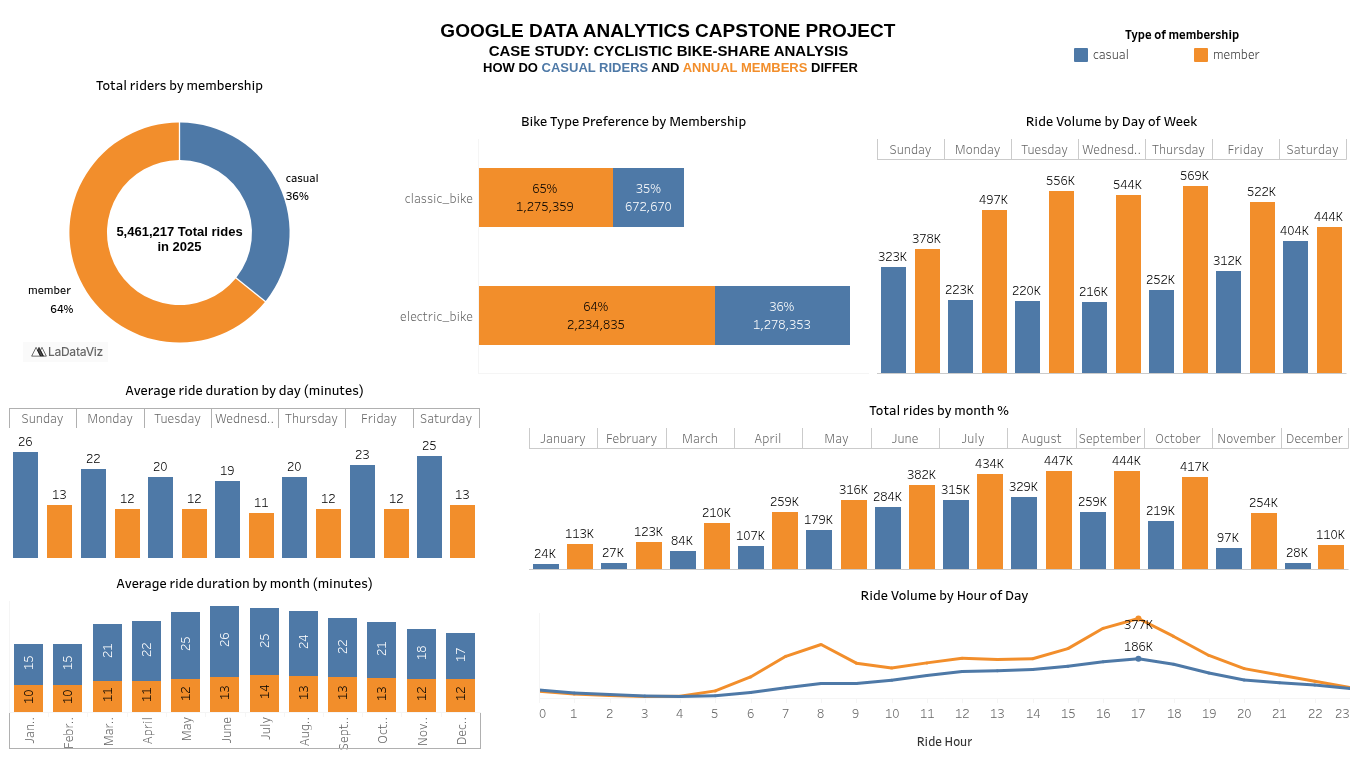 GOOGLE DATA ANALYTICS CAPSTONE PROJECT
CASE STUDY: CYCLISTIC BIKE-SHARE ANALYSIS
HOW DO CASUAL RIDERS AND ANNUAL MEMBERS DIFFER
Type of membership
casual member
Total riders by membership
casual
36%
5,461,217 Total rides
in 2025
member
64%
LaDataViz
Bike Type Preference by Membership
classic_bike
65% 35%
1,275,359 672,670
electric_bike
64% 36%
2,234,835 1,278,353
Ride Volume by Day of Week
Sunday Monday Tuesday Wednesd.. Thursday Friday Saturday
323K 378K 223K 497K 220K 556K 216K 544K 252K 569K 312K 522K 404K 444K
Average ride duration by day (minutes)
Sunday Monday Tuesday Wednesd.. Thursday Friday Saturday
26 13 22 12 20 12 19 11 20 12 23 12 25 13
Total rides by month %
January February March April May June July August September October November December
24K 113K 27K 123K 84K 210K 107K 259K 179K 316K 284K 382K 315K 434K 329K 447K 259K 444K 219K 417K 97K 254K 28K 110K
Average ride duration by month (minutes)
15 15 21 22 25 26 25 24 22 21 18 17
10 10 11 11 12 13 14 13 13 13 12 12
Jan.. Febr.. Mar.. April May June July Aug.. Sept.. Oct.. Nov.. Dec..
Ride Volume by Hour of Day
377K
186K
0 1 2 3 4 5 6 7 8 9 10 11 12 13 14 15 16 17 18 19 20 21 22 23
Ride Hour